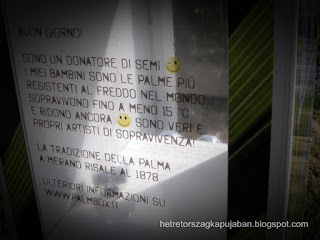 BUON GIORNO!
SONO UN DONATORE DI SEMI
I MIEI BAMBINI SONO LE PALME PIÙ
RESISTENTI AL FREDDO NEL MONDO.
SOPRAVIVONO FINO A MENO 15 °C
E RIDONO ANCORA SONO VERI E
PROPRI ARTISTI DI SOPRAVIVENZA!
LA TRADIZIONE DELLA PALMA
A MERANO RISALE AL 1878
ULTERIORI INFORMAZIONI SU
WWW.PALMBOX.IT
hetretorszagkapujaban.blogspot.com